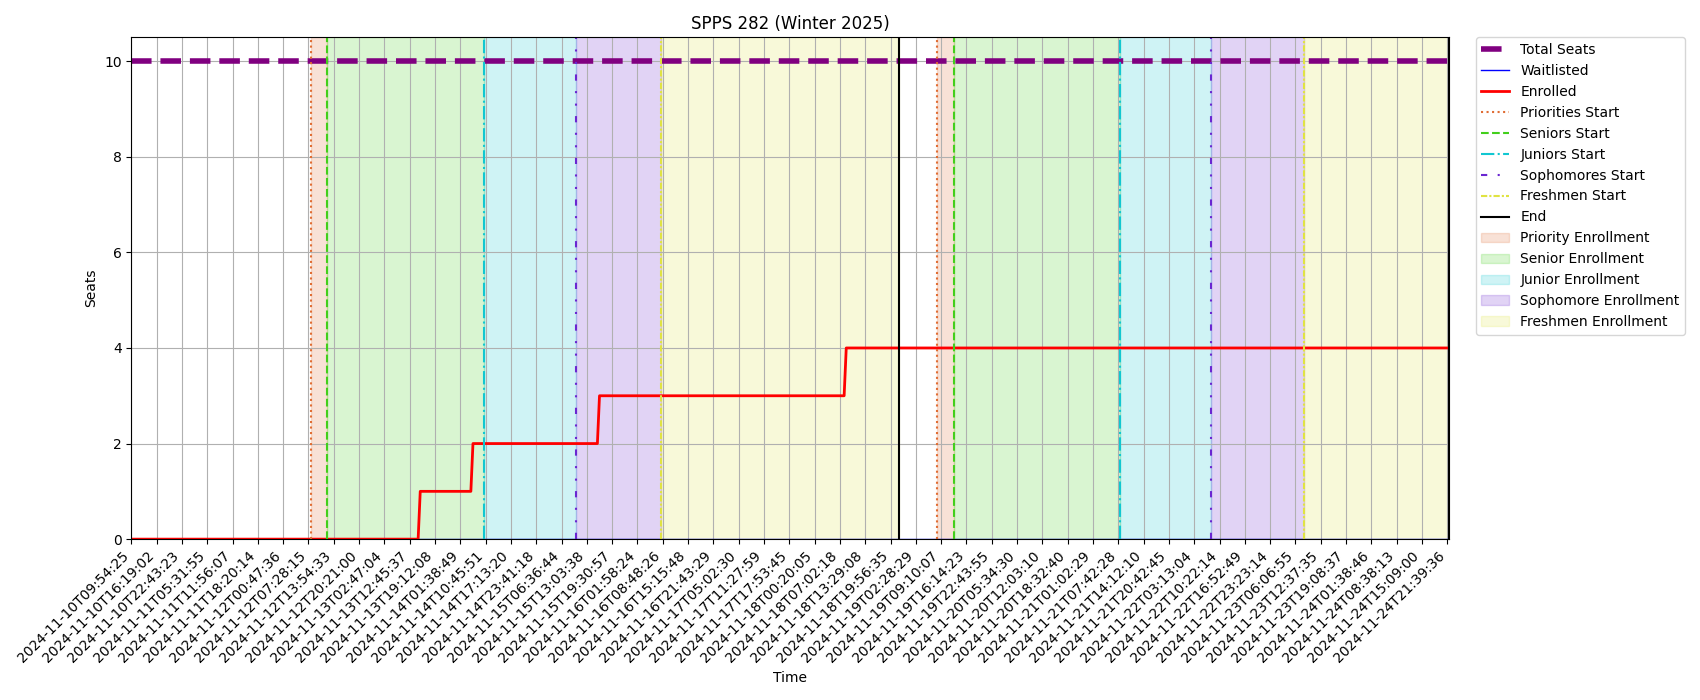 SPPS 282 (Winter 2025)
10
8
6
4
2
0
Seats
2024-11-10T09:54:25
2024-11-10T16:19:02
2024-11-10T22:43:23
2024-11-11T05:31:55
2024-11-11T11:56:07
2024-11-11T18:20:14
2024-11-12T00:47:36
2024-11-12T07:28:15
2024-11-12T13:54:33
2024-11-12T20:21:00
2024-11-13T02:47:04
2024-11-13T12:45:37
2024-11-13T19:12:08
2024-11-14T01:38:49
2024-11-14T10:45:51
2024-11-14T17:13:20
2024-11-14T23:41:18
2024-11-15T06:36:44
2024-11-15T13:03:38
2024-11-15T19:30:57
2024-11-16T01:58:24
2024-11-16T08:48:26
2024-11-16T15:15:48
2024-11-16T21:43:29
2024-11-17T05:02:30
2024-11-17T11:27:59
2024-11-17T17:53:45
2024-11-18T00:20:05
2024-11-18T07:02:18
2024-11-18T13:29:08
2024-11-18T19:56:35
2024-11-19T02:28:29
2024-11-19T09:10:07
2024-11-19T16:14:23
2024-11-19T22:43:55
2024-11-20T05:34:30
2024-11-20T12:03:10
2024-11-20T18:32:40
2024-11-21T01:02:29
2024-11-21T07:42:28
2024-11-21T14:12:10
2024-11-21T20:42:45
2024-11-22T03:13:04
2024-11-22T10:22:14
2024-11-22T16:52:49
2024-11-22T23:23:14
2024-11-23T06:06:55
2024-11-23T12:37:35
2024-11-23T19:08:37
2024-11-24T01:38:46
2024-11-24T08:38:13
2024-11-24T15:09:00
2024-11-24T21:39:36
Time
Total Seats
Waitlisted
Enrolled
Priorities Start
Seniors Start
Juniors Start
Sophomores Start
Freshmen Start
End
Priority Enrollment
Senior Enrollment
Junior Enrollment
Sophomore Enrollment
Freshmen Enrollment